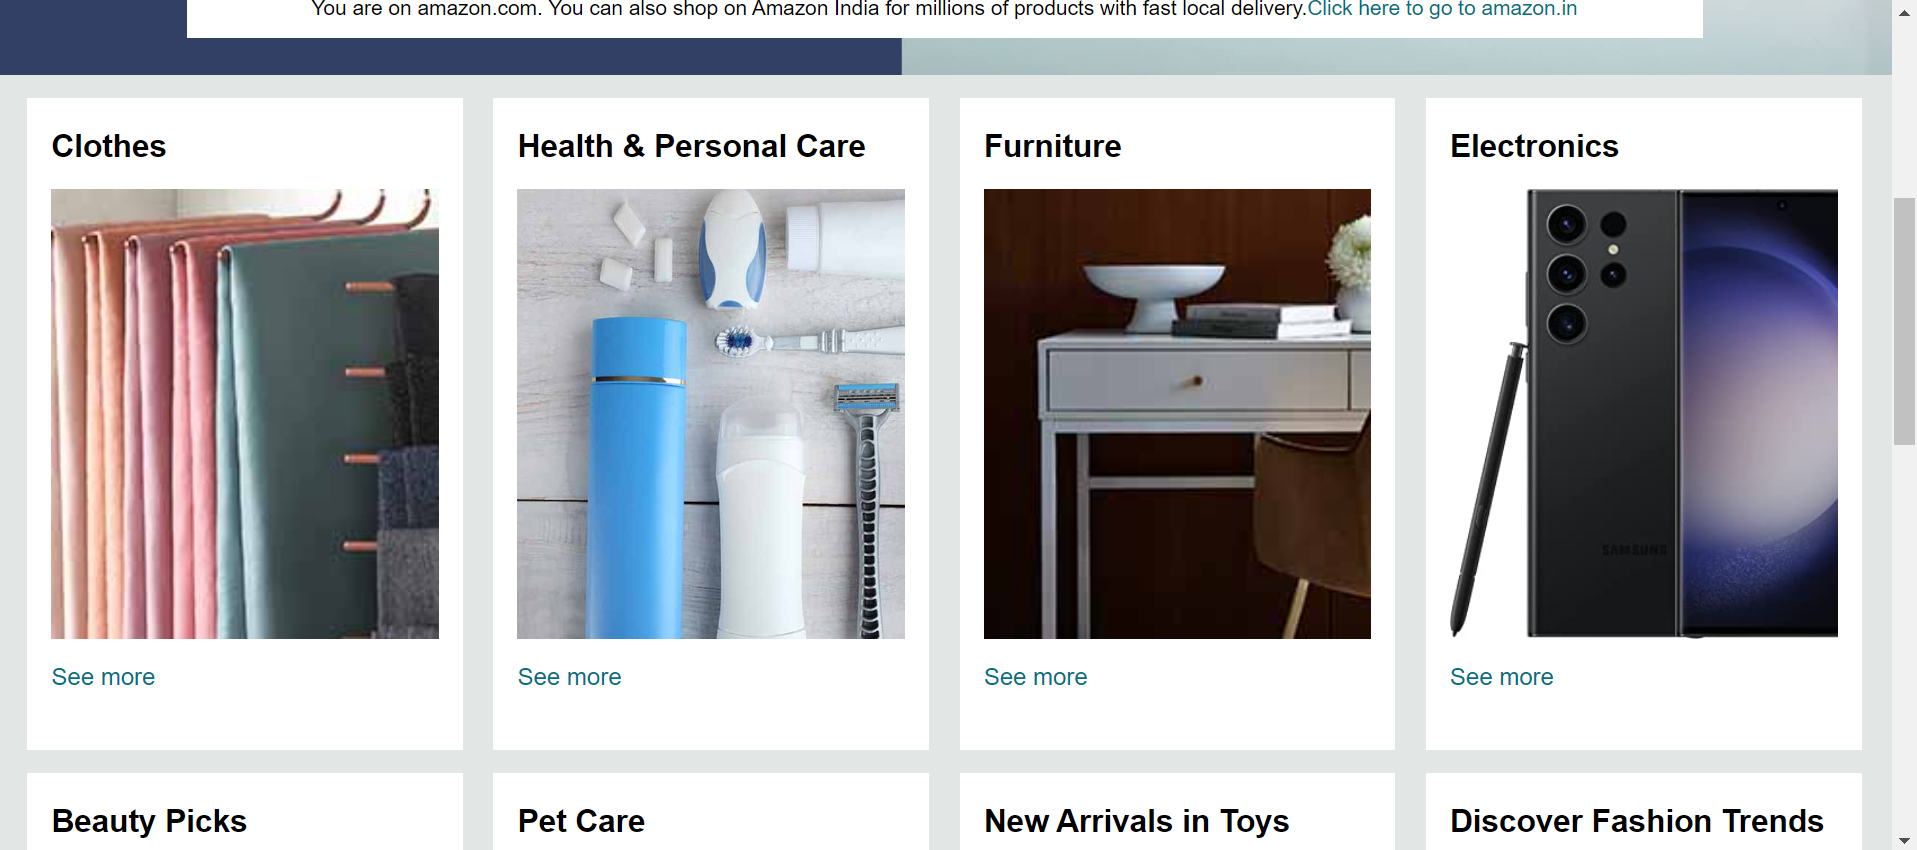 You are on amazon.com. You can also shop on Amazon India for millions of products with fast local delivery.Click here to go to amazon.in
Clothes
Health & Personal Care
Furniture
Electronics
SAMSUNG
See more
See more
See more
See more
Beauty Picks
Pet Care
New Arrivals in Toys
Discover Fashion Trends